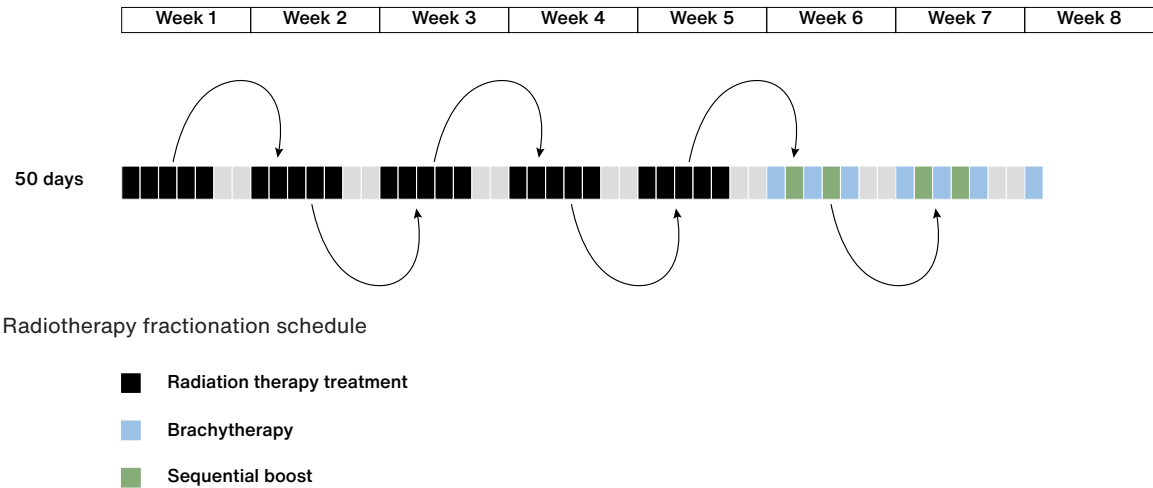 Week 1 Week 2 Week 3 Week 4 Week 5 Week 6 Week 7 Week 8
50 days
Radiotherapy fractionation schedule
Radiation therapy treatment
Brachytherapy
Sequential boost